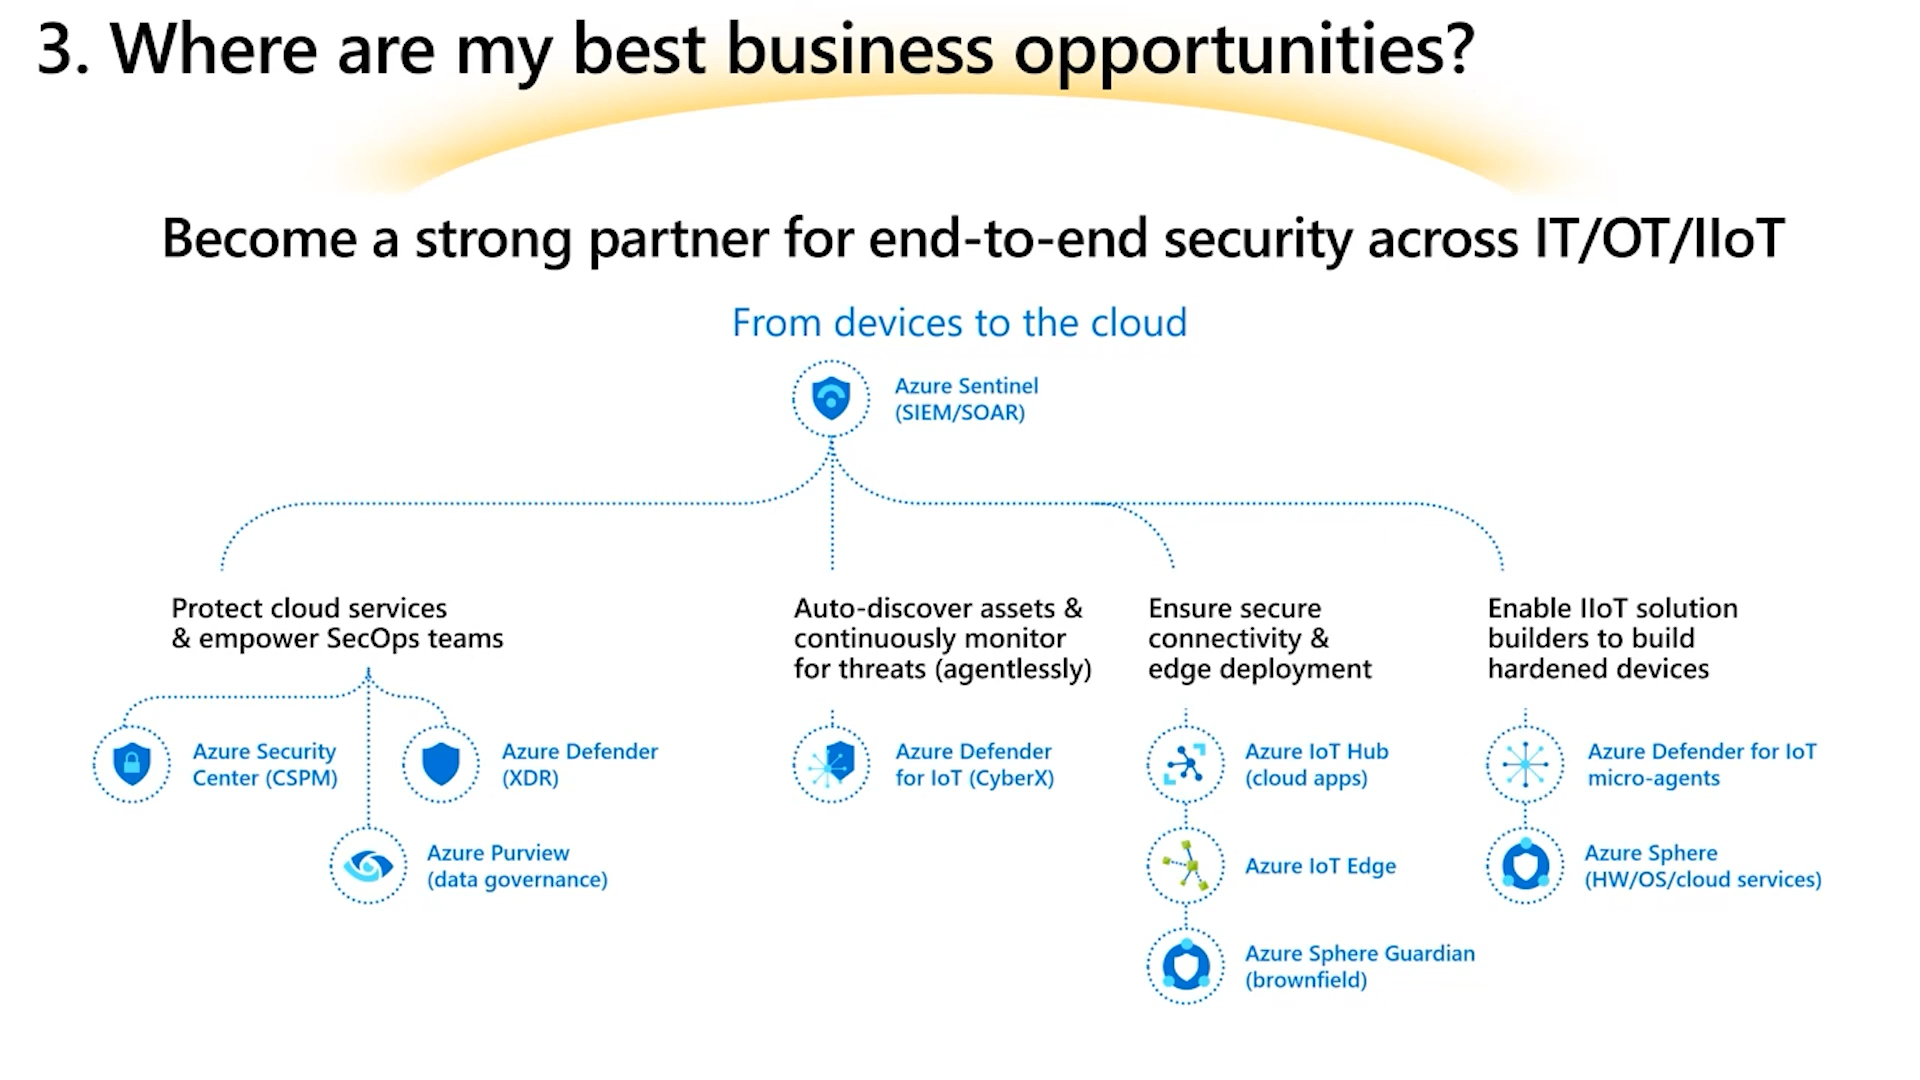 3. Where are my best business opportunities?
Become a strong partner for end-to-end security across IT/OT/IIoT
From devices to the cloud
Azure Sentinel
(SIEM/SOAR)
Protect cloud services
& empower SecOps teams
Azure Security
Center (CSPM)
Azure Defender
(XDR)
Azure Purview
(data governance)
Auto-discover assets &
continuously monitor
for threats (agentlessly)
Azure Defender
for IoT (CyberX)
Ensure secure
connectivity &
edge deployment
Azure IoT Hub
(cloud apps)
Azure IoT Edge
Azure Sphere Guardian
(brownfield)
Enable IIoT solution
builders to build
hardened devices
Azure Defender for IoT
micro-agents
Azure Sphere
(HW/OS/cloud services)